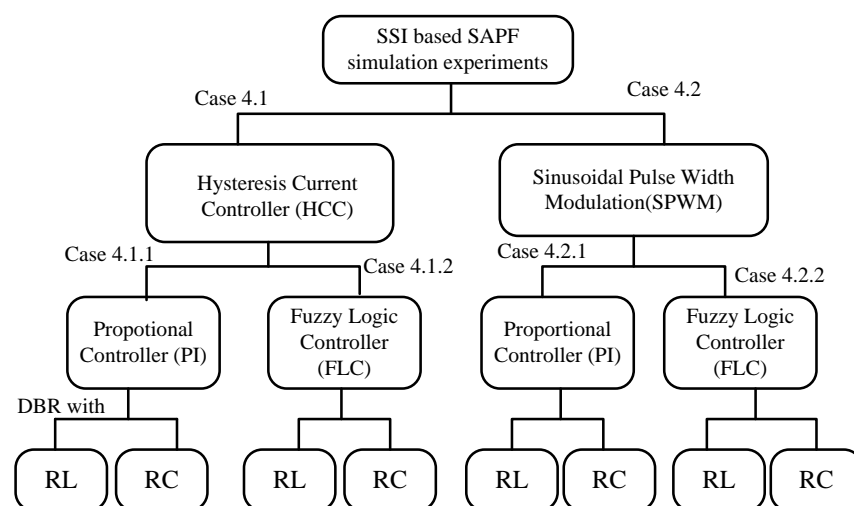 SSI based SAPF
simulation experiments
Case 4.1
Case 4.2
Hysteresis Current
Controller (HCC)
Sinusoidal Pulse Width
Modulation(SPWM)
Case 4.1.1
Case 4.1.2
Case 4.2.1
Case 4.2.2
Propotional
Controller (PI)
Fuzzy Logic
Controller
(FLC)
Proportional
Controller (PI)
Fuzzy Logic
Controller
(FLC)
DBR with
RL
RC
RL
RC
RL
RC
RL
RC